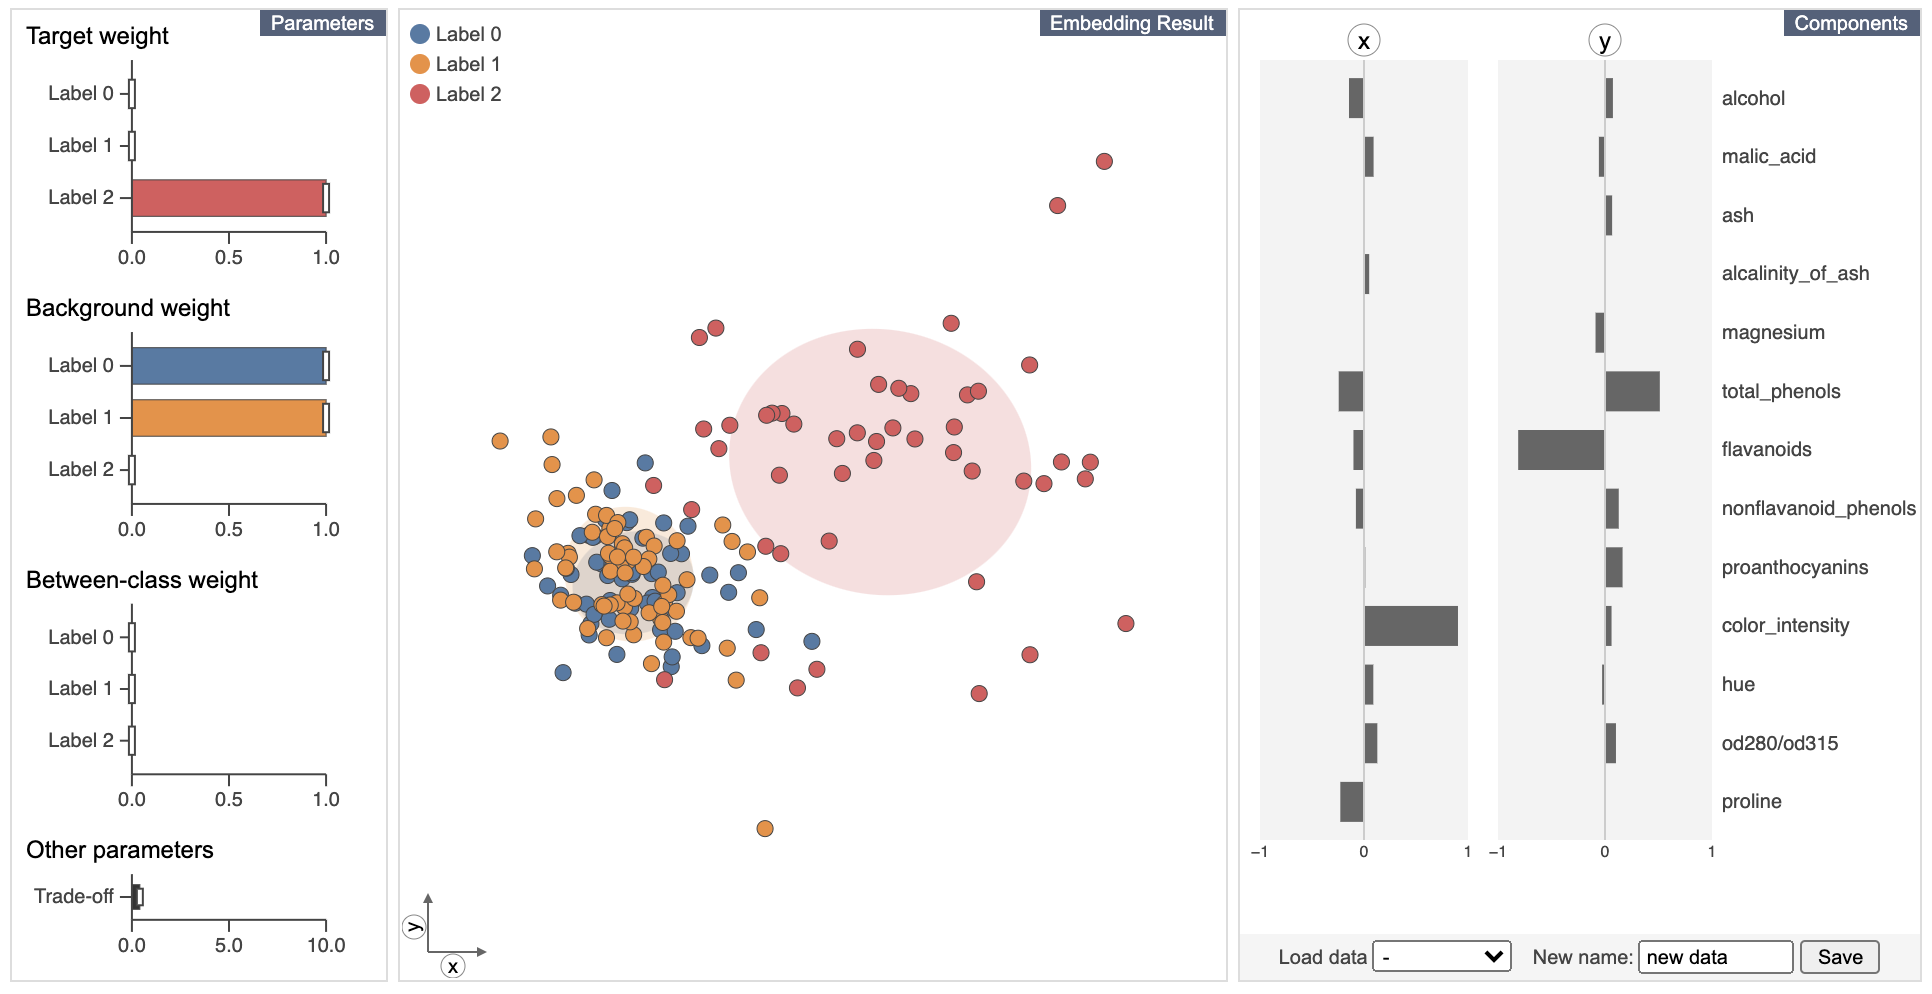 Parameters
Target weight
Label 0
Label 1
Label 2
0.0 0.5 1.0
Background weight
Label 0
Label 1
Label 2
0.0 0.5 1.0
Between-class weight
Label 0
Label 1
Label 2
0.0 0.5 1.0
Other parameters
Trade-off
0.0 5.0 10.0
Embedding Result
Label 0
Label 1
Label 2
y
x
Components
x y
alcohol
malic_acid
ash
alcalinity_of_ash
magnesium
total_phenols
flavanoids
nonflavanoid_phenols
proanthocyanins
color_intensity
hue
od280/od315
proline
−1 0 1 −1 0 1
Load data - New name: new data Save